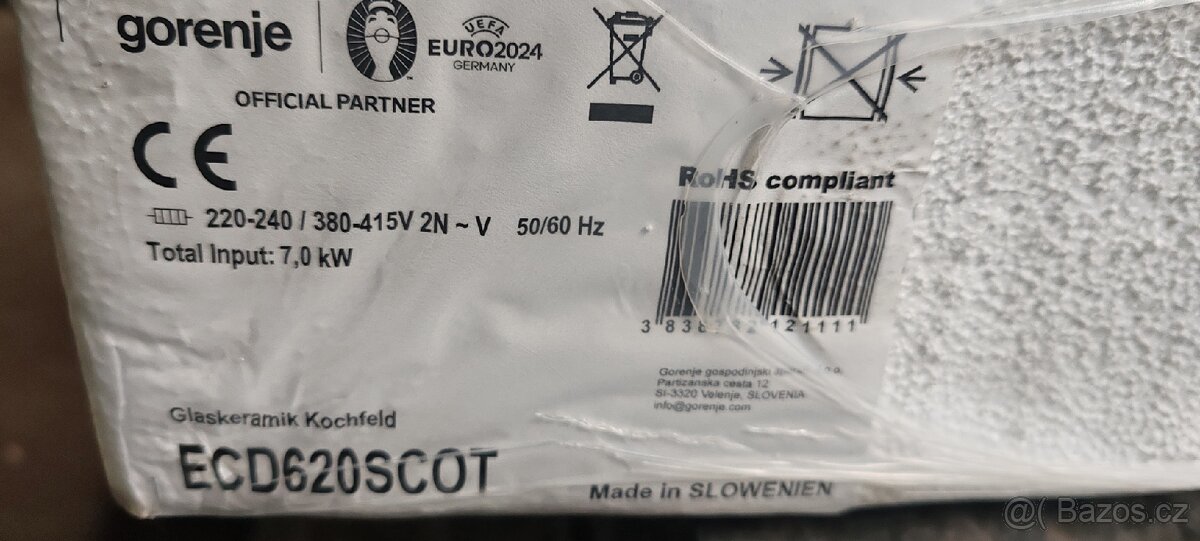 gorenje
UEFA
EURO2024
GERMANY
OFFICIAL PARTNER
CE
RoHS compliant
220-240 / 380-415V 2N ~ V 50/60 Hz
Total Input: 7,0 kW
Gorenje gospodinjski
Partizanska cesta 12
SI-3320 Velenje, SLOVENIA
info@gorenje.com
Glaskeramik Kochfeld
ECD620SCOT
Made in SLOWENIEN
@( Bazos.cz